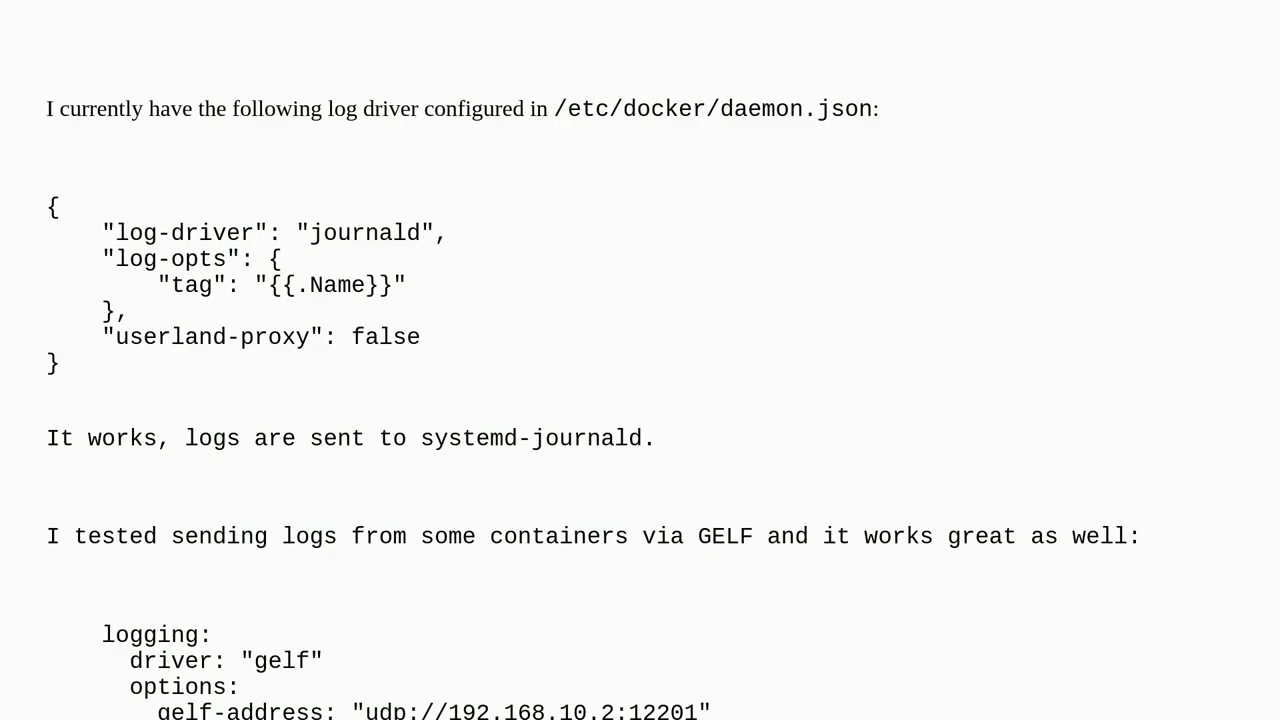 I currently have the following log driver configured in /etc/docker/daemon.json:
{
    "log-driver": "journald",
    "log-opts": {
        "tag": "{{.Name}}"
    },
    "userland-proxy": false
}
It works, logs are sent to systemd-journald.
I tested sending logs from some containers via GELF and it works great as well:
    logging:
      driver: "gelf"
      options:
        gelf-address: "udp://192.168.10.2:12201"